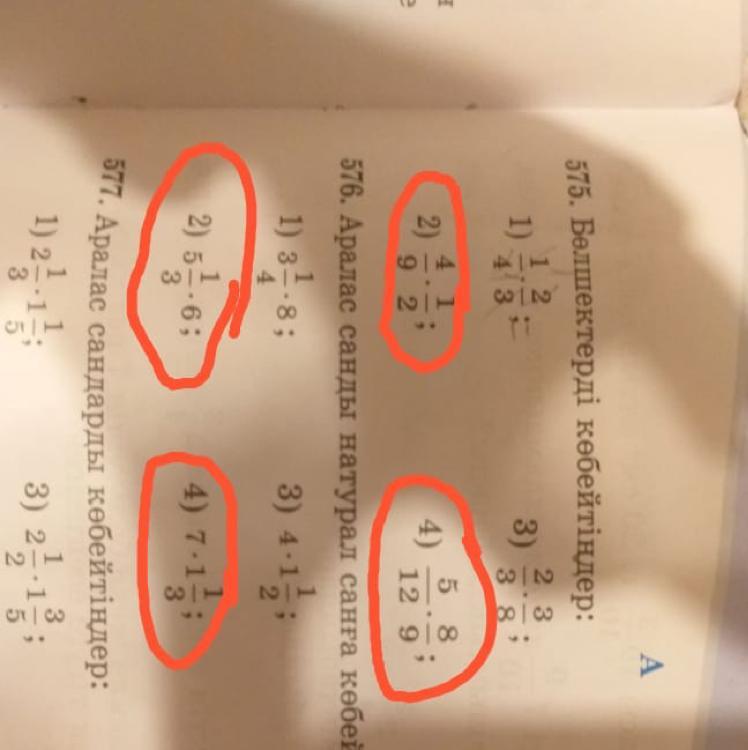 А
575. Бөлшектерді көбейтіңдер:
1) 1/4 · 2/3; 3) 2/3 · 3/8;
2) 4/9 · 1/2; 4) 5/12 · 8/9;
576. Аралас санды натурал санға көбей
1) 3 1/4 · 8; 3) 4 · 1 1/2;
2) 5 1/3 · 6; 4) 7 · 1 1/3;
577. Аралас сандарды көбейтіңдер:
1) 2 1/3 · 1 1/5; 3) 2 1/2 · 1 3/5;